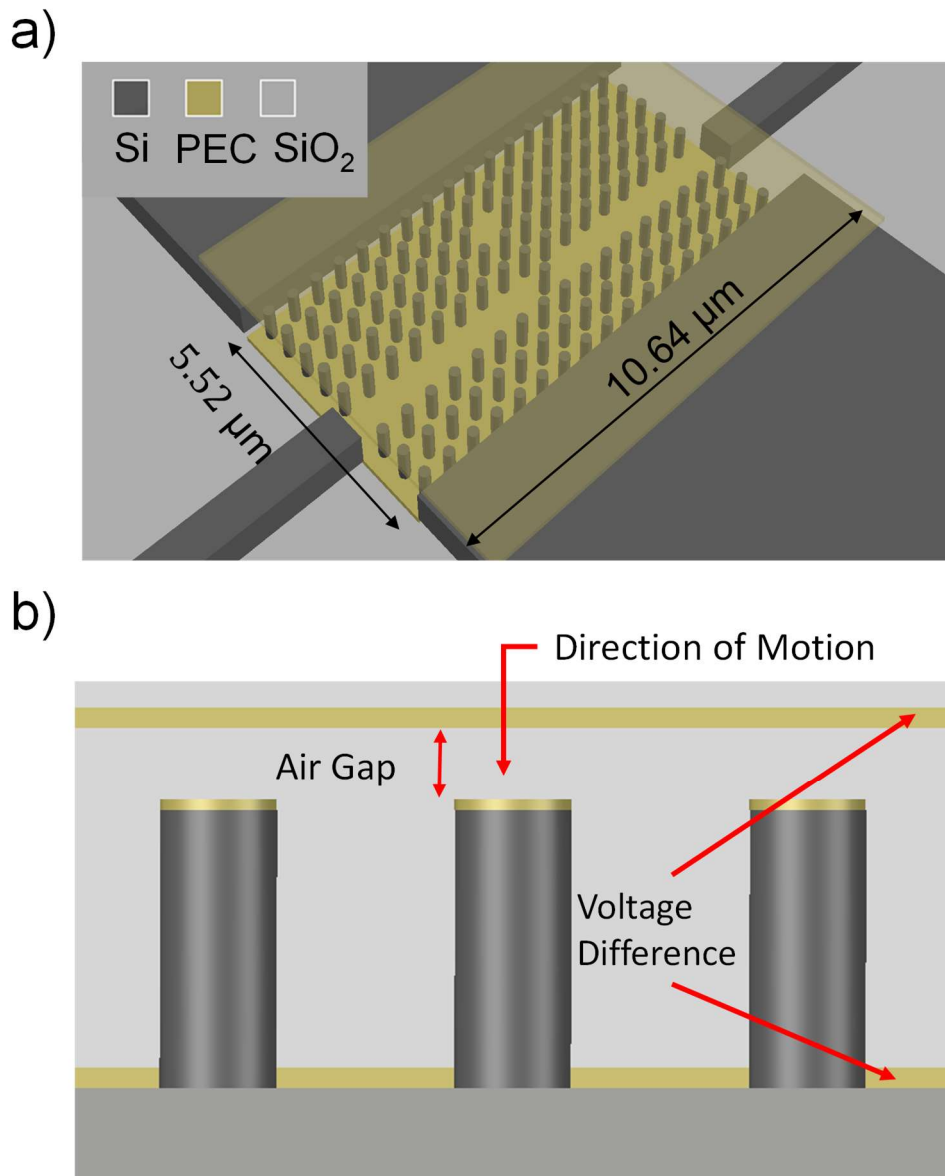 a)
Si PEC SiO₂
5.52 µm
10.64 µm
b)
Direction of Motion
Air Gap
Voltage
Difference